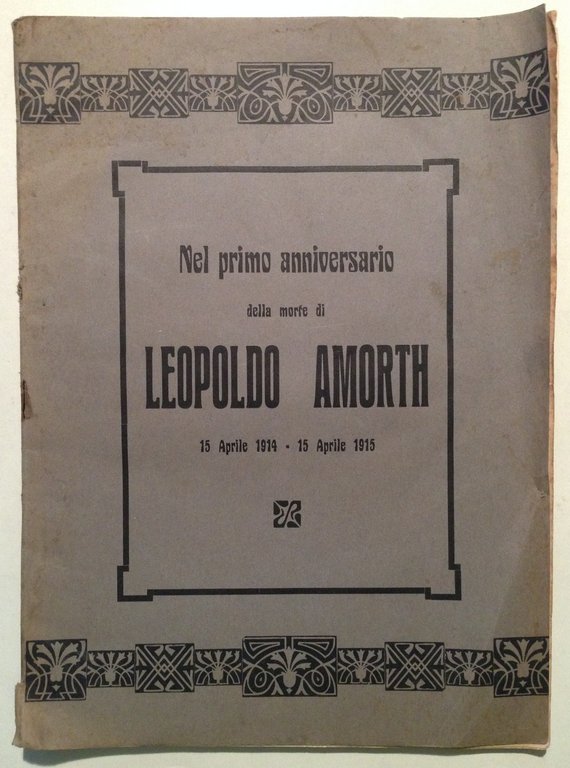 Nel primo anniversario
della morte di
LEOPOLDO AMORTH
15 Aprile 1914 - 15 Aprile 1915